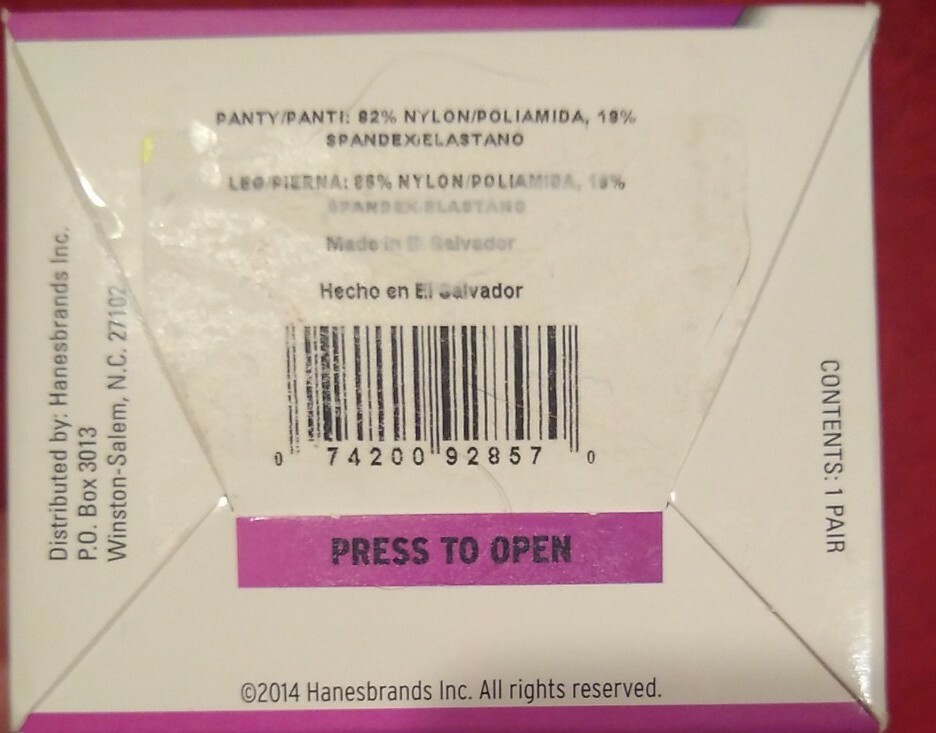 PANTY/PANTI: 82% NYLON/POLIAMIDA, 18%
SPANDEX/ELASTANO
LEG/PIERNA: NYLON/POLIAMIDA,
SPANDEX/ELASTANO
Made in El Salvador
Hecho en El Salvador
0 74200 92857 0
PRESS TO OPEN
©2014 Hanesbrands Inc. All rights reserved.
Distributed by: Hanesbrands Inc.
P.O. Box 3013
Winston-Salem, N.C. 27102
CONTENTS: 1 PAIR